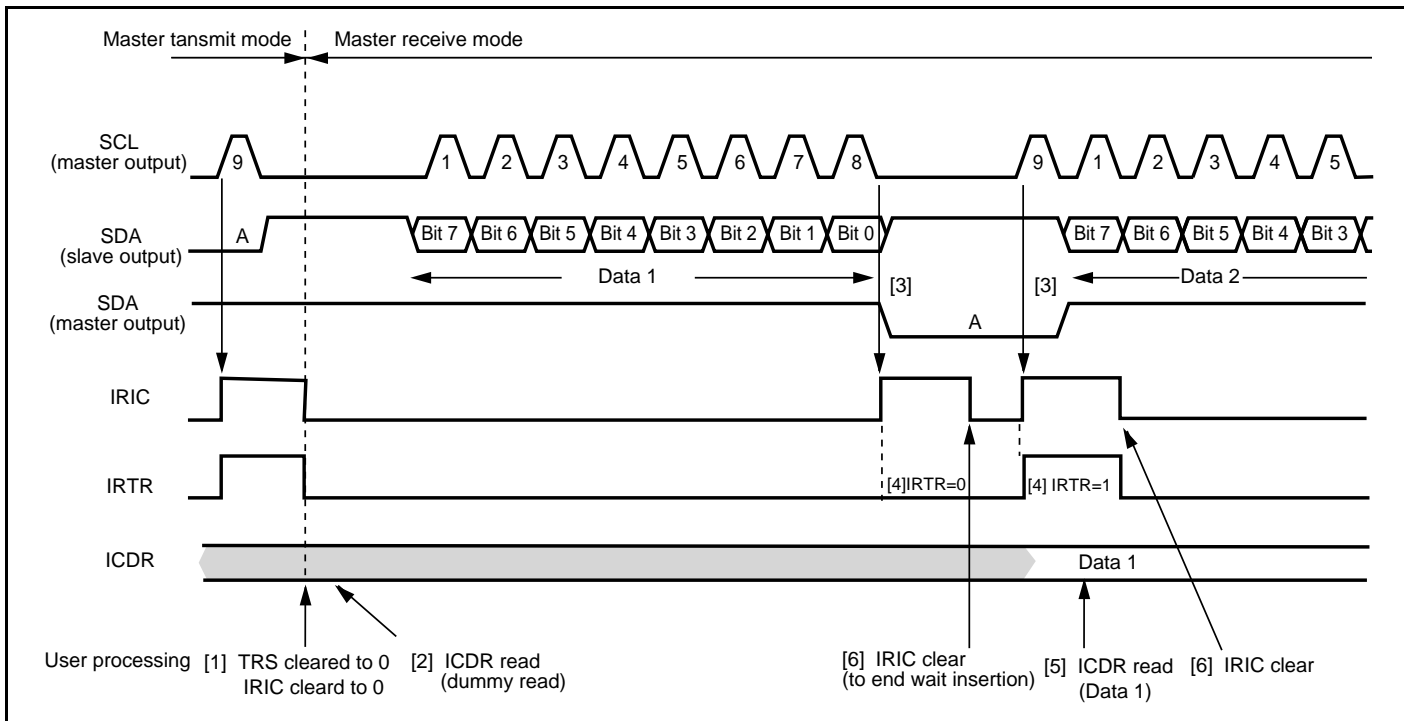 Master tansmit mode Master receive mode
SCL
(master output)
9 1 2 3 4 5 6 7 8 9 1 2 3 4 5
SDA
(slave output)
A Bit 7 Bit 6 Bit 5 Bit 4 Bit 3 Bit 2 Bit 1 Bit 0 Bit 7 Bit 6 Bit 5 Bit 4 Bit 3
Data 1 [3] [3] Data 2
SDA
(master output)
A
IRIC
IRTR [4]IRTR=0 [4] IRTR=1
ICDR Data 1
User processing [1] TRS cleared to 0
IRIC cleard to 0
[2] ICDR read
(dummy read)
[6] IRIC clear
(to end wait insertion)
[5] ICDR read
(Data 1)
[6] IRIC clear